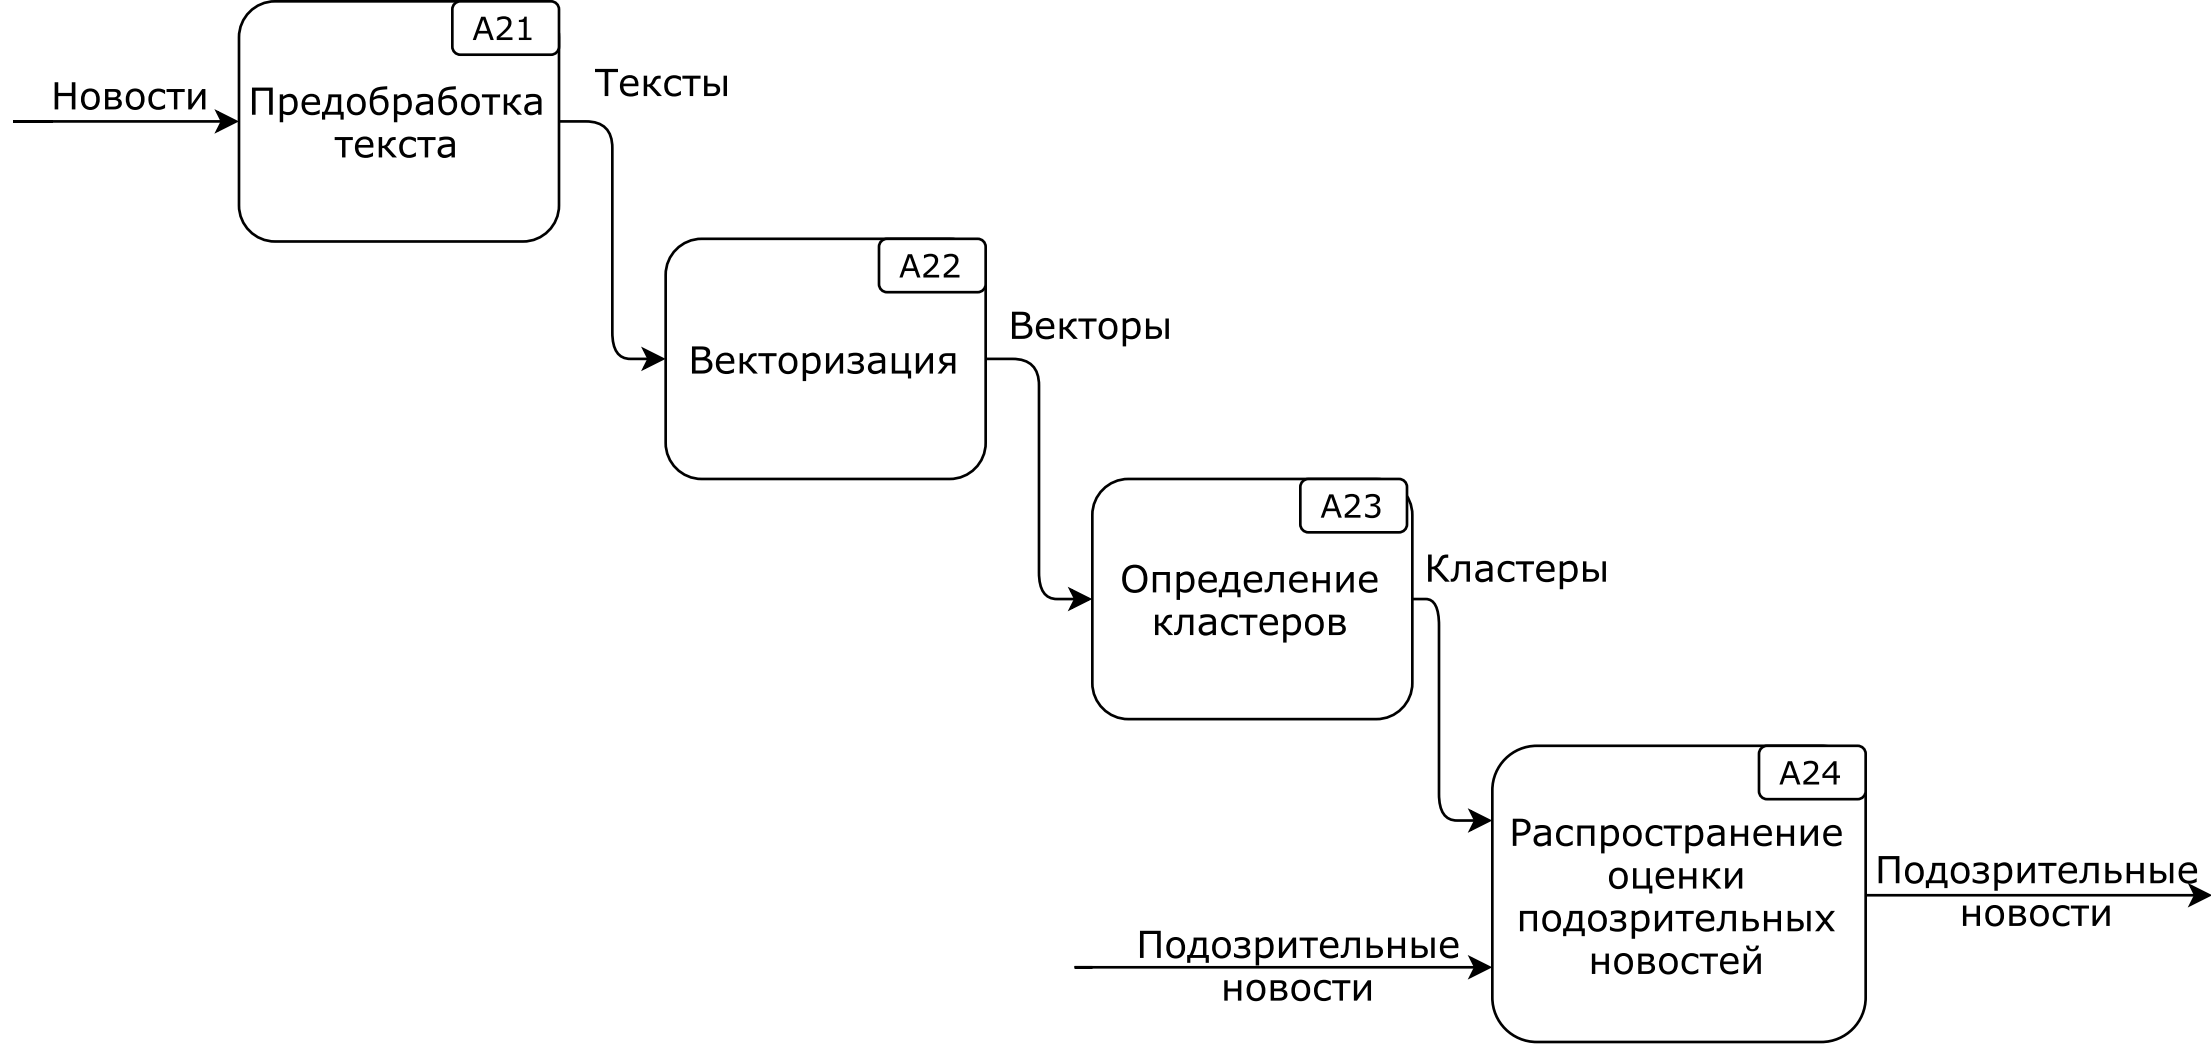 Новости
A21
Предобработка
текста
Тексты
A22
Векторизация
Векторы
A23
Определение
кластеров
Кластеры
A24
Распространение
оценки
подозрительных
новостей
Подозрительные
новости
Подозрительные
новости